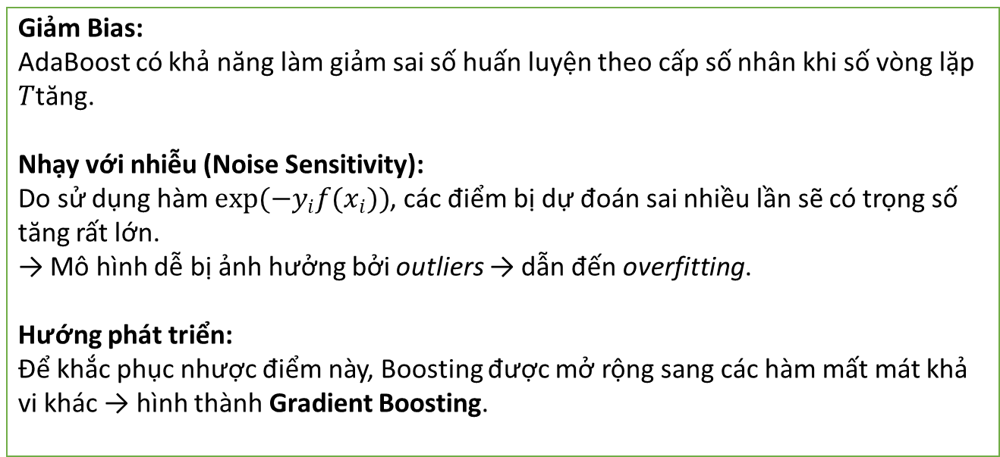 Giảm Bias:
AdaBoost có khả năng làm giảm sai số huấn luyện theo cấp số nhân khi số vòng lặp
𝑇tăng.
Nhạy với nhiễu (Noise Sensitivity):
Do sử dụng hàm exp(−𝑦ᵢ𝑓(𝑥ᵢ)), các điểm bị dự đoán sai nhiều lần sẽ có trọng số
tăng rất lớn.
→ Mô hình dễ bị ảnh hưởng bởi outliers → dẫn đến overfitting.
Hướng phát triển:
Để khắc phục nhược điểm này, Boosting được mở rộng sang các hàm mất mát khả
vi khác → hình thành Gradient Boosting.